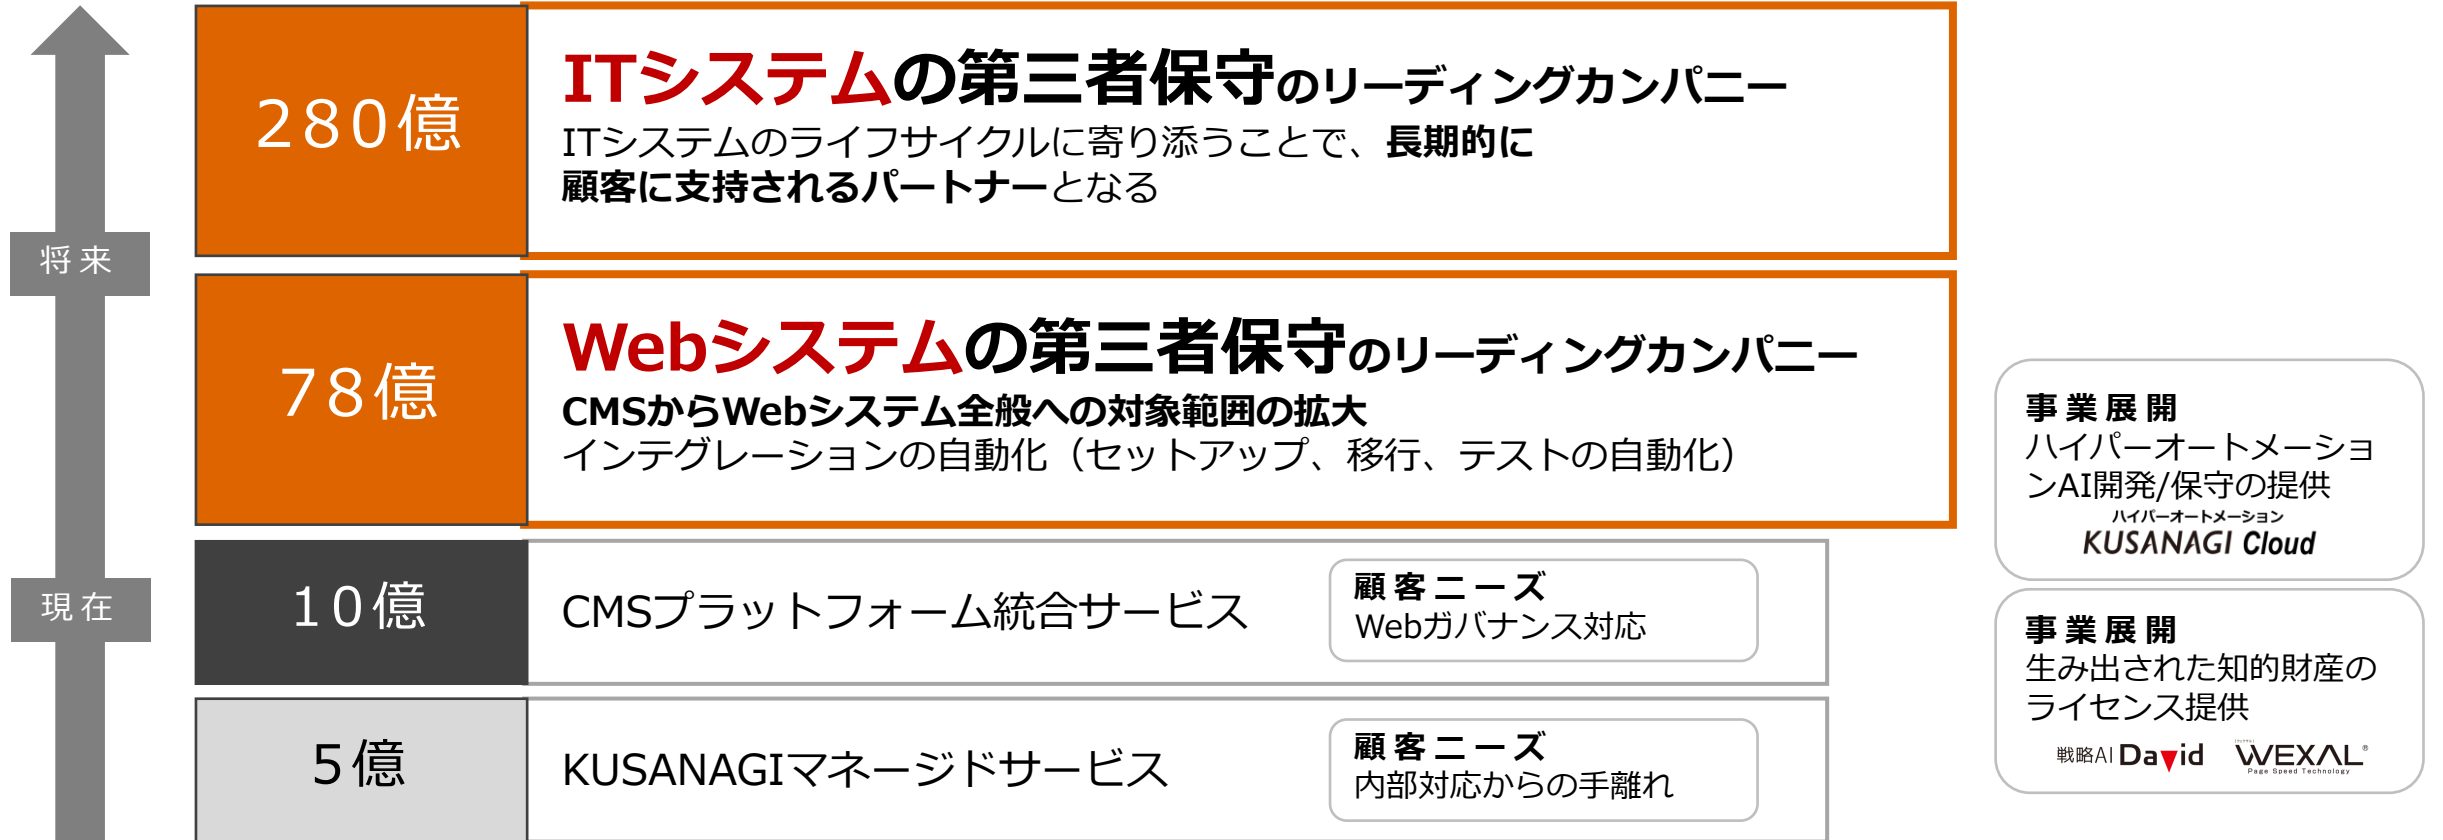 280億
ITシステムの第三者保守のリーディングカンパニー
ITシステムのライフサイクルに寄り添うことで、長期的に
顧客に支持されるパートナーとなる
将来
78億
Webシステムの第三者保守のリーディングカンパニー
CMSからWebシステム全般への対象範囲の拡大
インテグレーションの自動化（セットアップ、移行、テストの自動化）
事業展開
ハイパーオートメーショ
ンAI開発/保守の提供
ハイパーオートメーション
KUSANAGI Cloud
現在
10億
CMSプラットフォーム統合サービス
顧客ニーズ
Webガバナンス対応
事業展開
生み出された知的財産の
ライセンス提供
戦略AI David
WEXAL®
Page Speed Technology
5億
KUSANAGIマネージドサービス
顧客ニーズ
内部対応からの手離れ